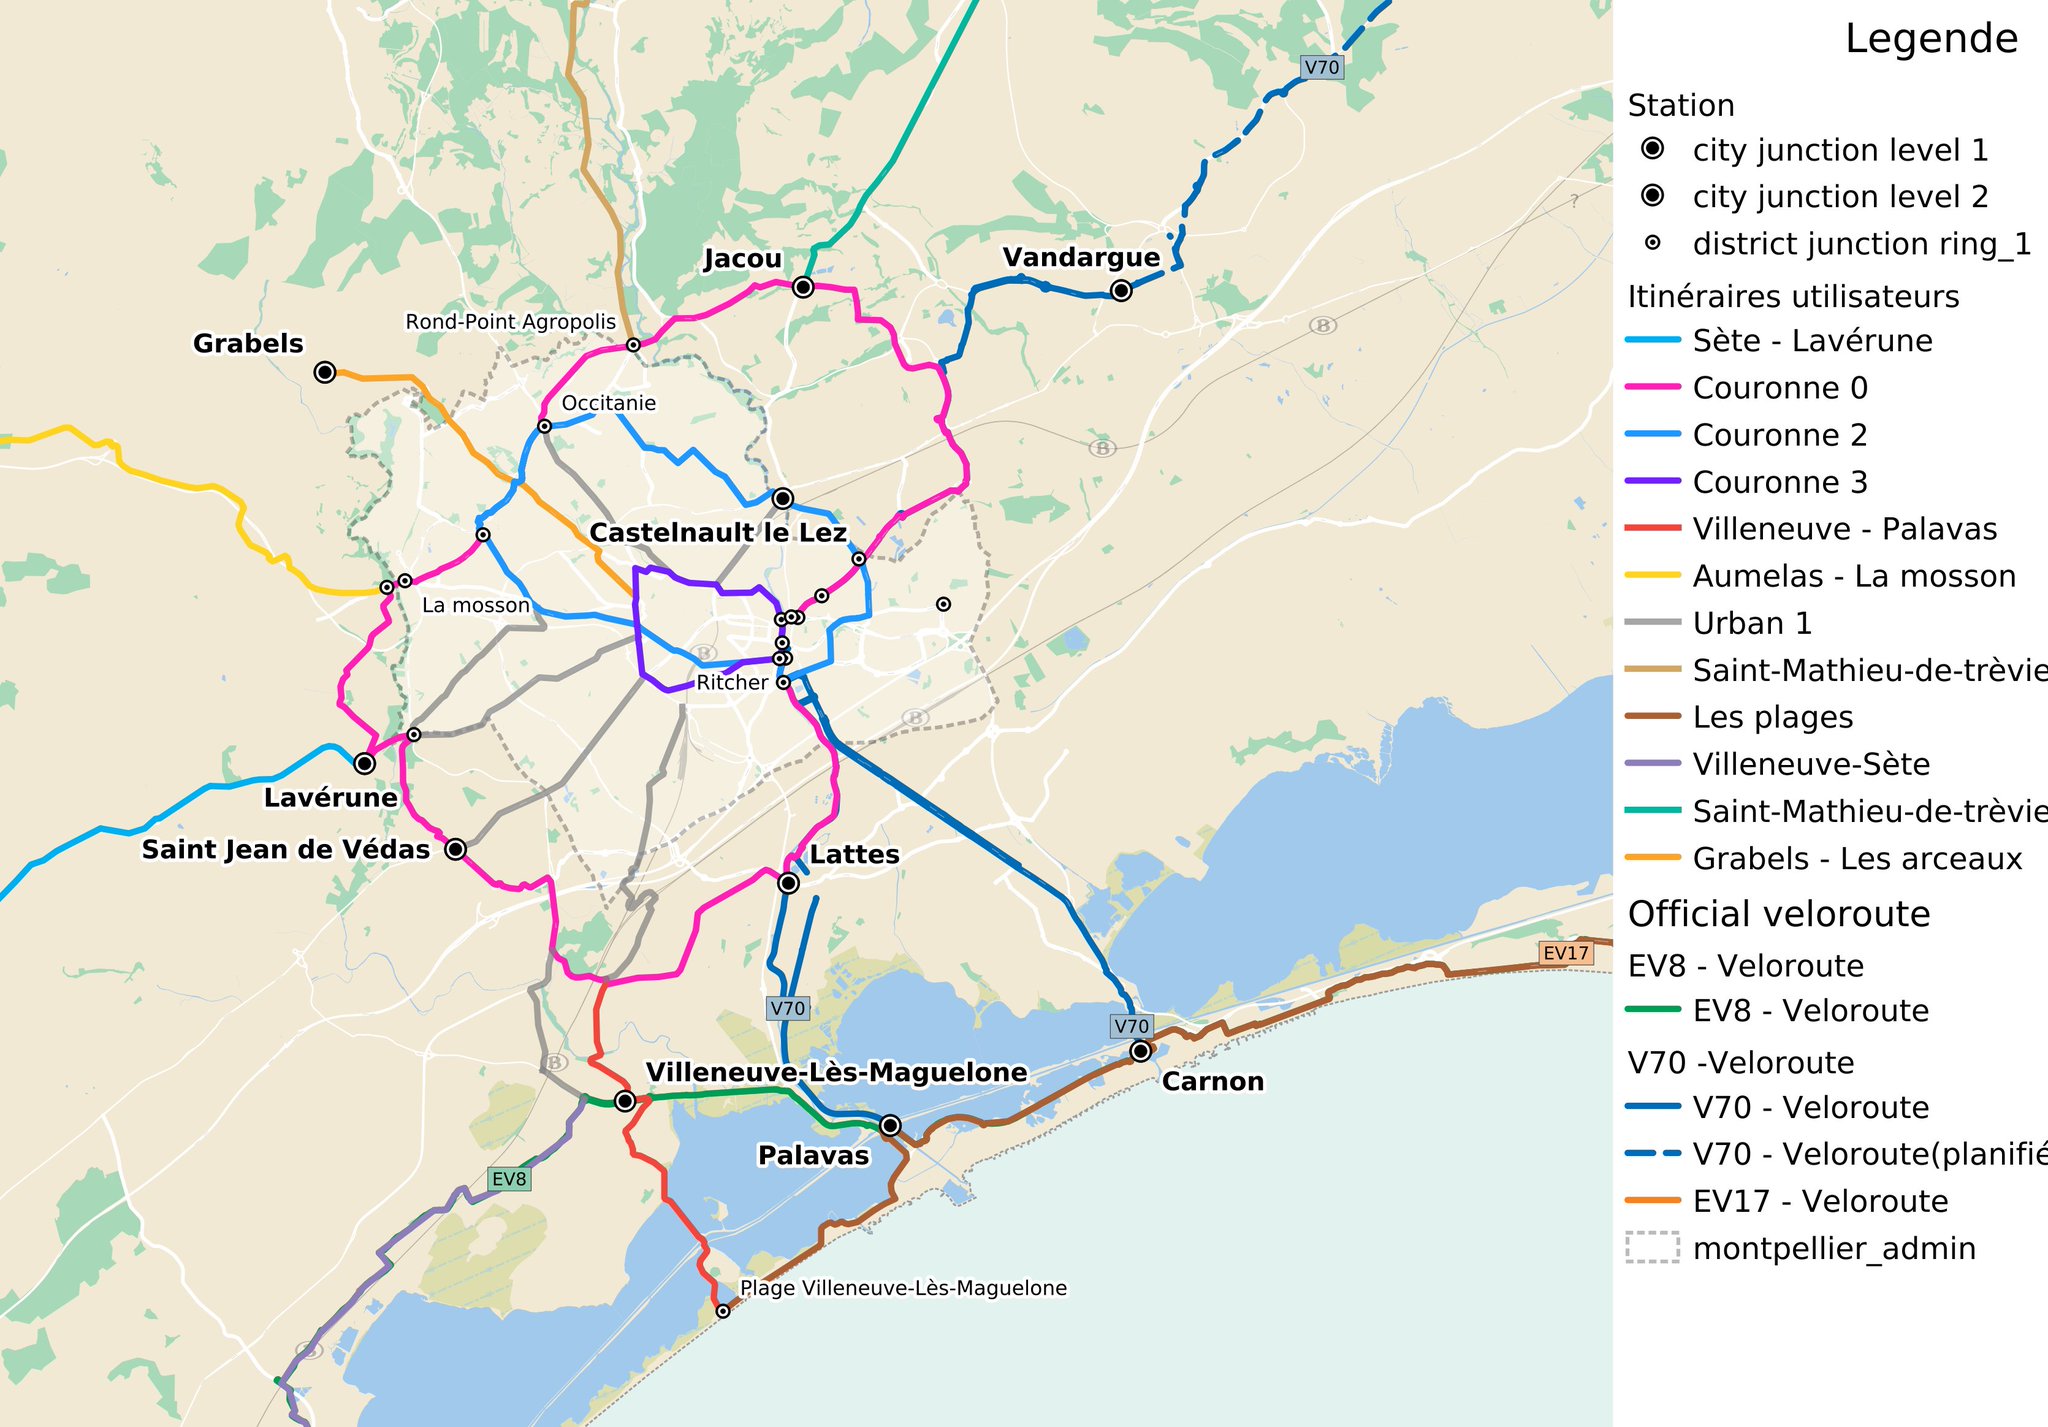 Legende
Station
city junction level 1
city junction level 2
district junction ring_1
Itinéraires utilisateurs
Sète - Lavérune
Couronne 0
Couronne 2
Couronne 3
Villeneuve - Palavas
Aumelas - La mosson
Urban 1
Saint-Mathieu-de-trèvie
Les plages
Villeneuve-Sète
Saint-Mathieu-de-trèvie
Grabels - Les arceaux
Official veloroute
EV8 - Veloroute
EV8 - Veloroute
V70 -Veloroute
V70 - Veloroute
V70 - Veloroute(planifié
EV17 - Veloroute
montpellier_admin
V70
?
Jacou
Vandargue
Rond-Point Agropolis
B
Grabels
Occitanie
B
Castelnault le Lez
La mosson
B
Ritcher
B
Lavérune
Saint Jean de Védas
Lattes
EV17
V70
V70
B
Villeneuve-Lès-Maguelone
Carnon
Palavas
EV8
Plage Villeneuve-Lès-Maguelone
B